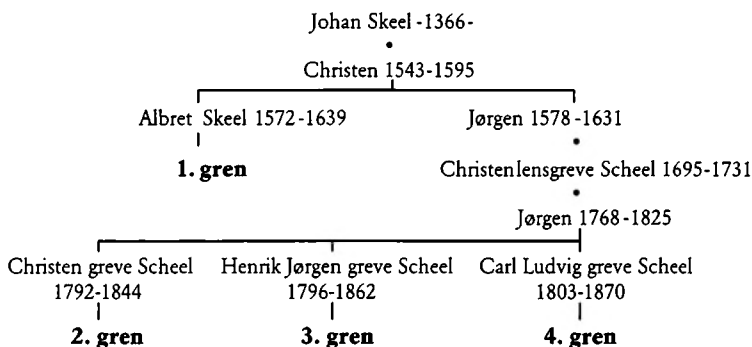 Johan Skeel -1366-
Christen 1543-1595
Albret Skeel 1572-1639 Jørgen 1578-1631
1. gren Christen lensgreve Scheel 1695-1731
Jørgen 1768-1825
Christen greve Scheel Henrik Jørgen greve Scheel Carl Ludvig greve Scheel
1792-1844 1796-1862 1803-1870
2. gren 3. gren 4. gren